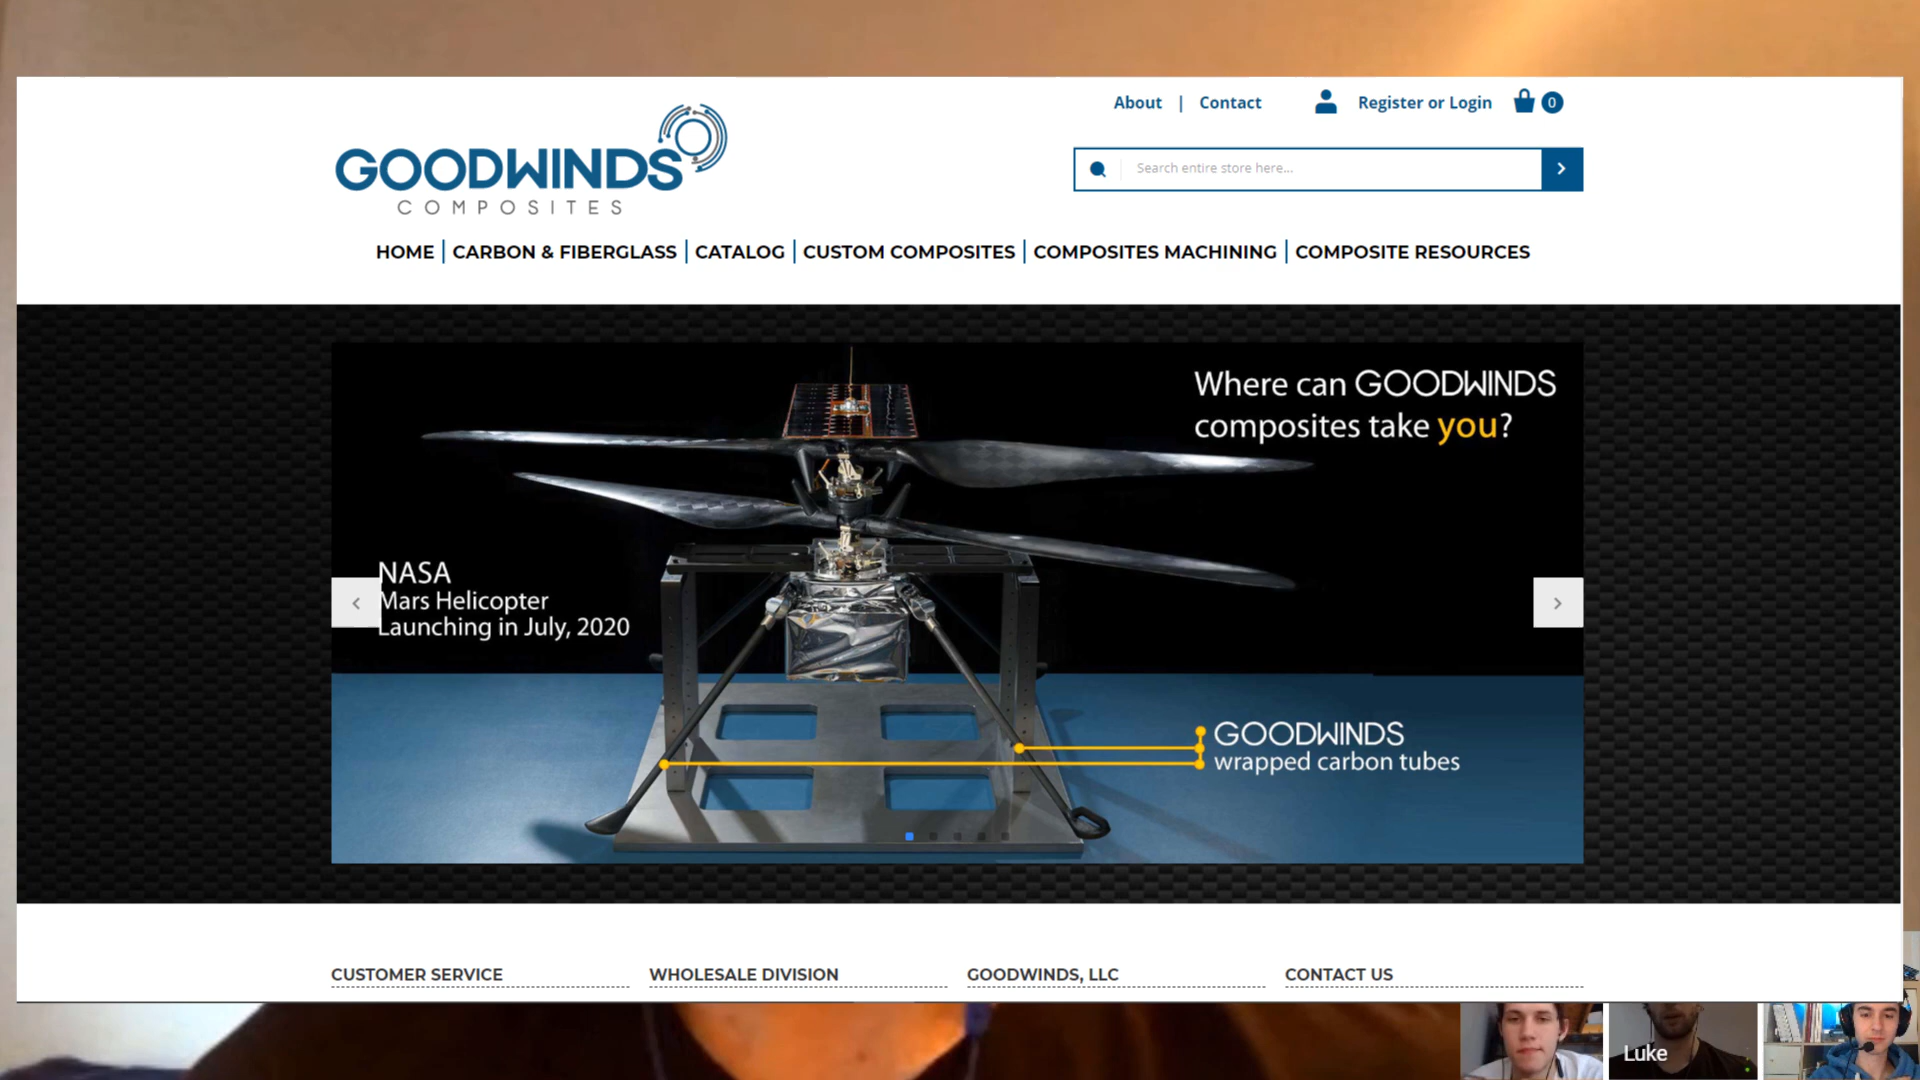 About | Contact
Register or Login
0
GOODWINDS
COMPOSITES
Search entire store here...
HOME
CARBON & FIBERGLASS
CATALOG
CUSTOM COMPOSITES
COMPOSITES MACHINING
COMPOSITE RESOURCES
Where can GOODWINDS
composites take you?
NASA
Mars Helicopter
Launching in July, 2020
GOODWINDS
wrapped carbon tubes
CUSTOMER SERVICE
WHOLESALE DIVISION
GOODWINDS, LLC
CONTACT US
Luke